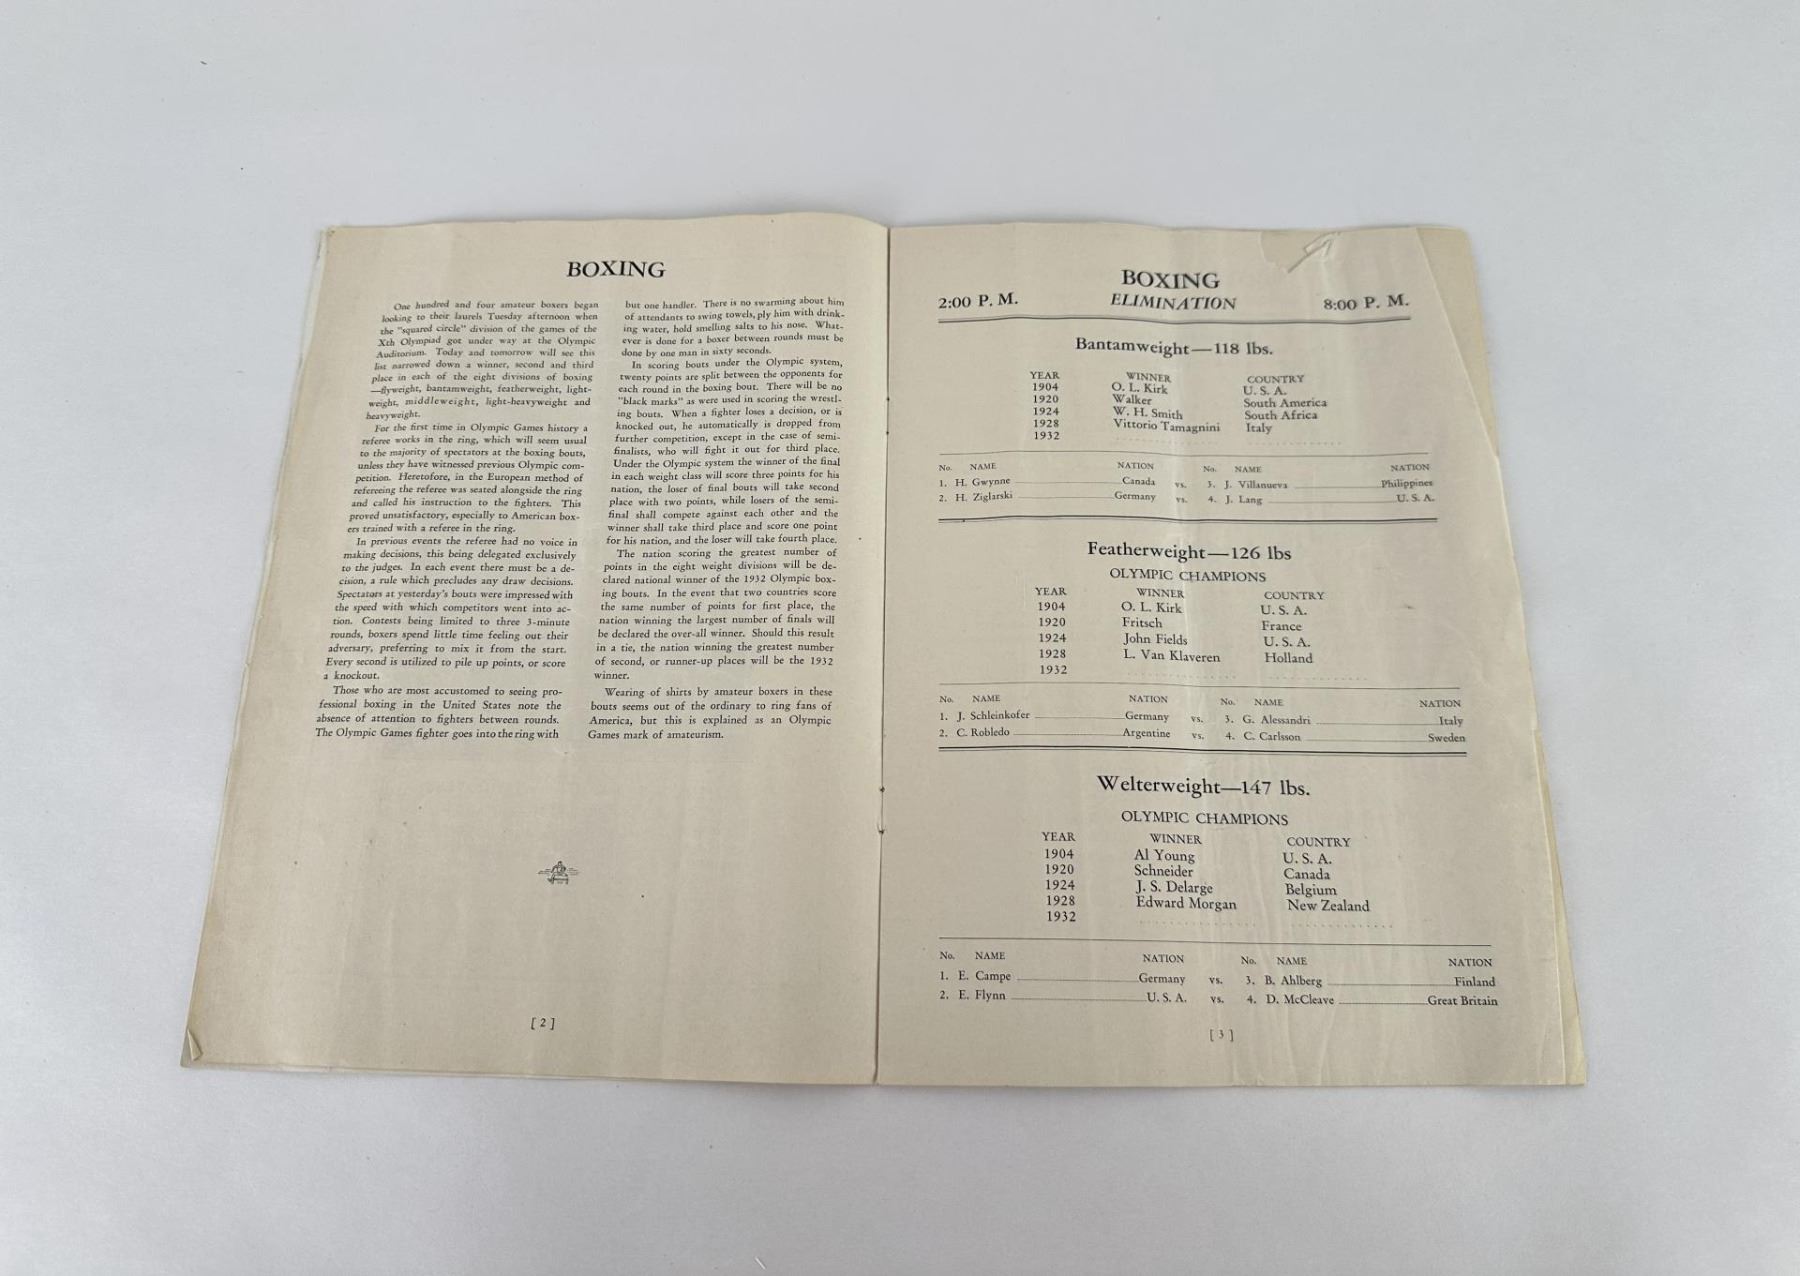 BOXING
One hundred and four amateur boxers began
looking to their laurels Tuesday afternoon when
the "squared circle" division of the games of the
Xth Olympiad got under way at the Olympic
Auditorium. Today and tomorrow will see this
list narrowed down a winner, second and third
place in each of the eight divisions of boxing
—flyweight, bantamweight, featherweight, light-
weight, middleweight, light-heavyweight and
heavyweight.
For the first time in Olympic Games history a
referee works in the ring, which will seem usual
to the majority of spectators at the boxing bouts,
unless they have witnessed previous Olympic com-
petition. Heretofore, in the European method of
refereeing the referee was seated alongside the ring
and called his instruction to the fighters. This
proved unsatisfactory, especially to American box-
ers trained with a referee in the ring.
In previous events the referee had no voice in
making decisions, this being delegated exclusively
to the judges. In each event there must be a de-
cision, a rule which precludes any draw decisions.
Spectators at yesterday's bouts were impressed with
the speed with which competitors went into ac-
tion. Contests being limited to three 3-minute
rounds, boxers spend little time feeling out their
adversary, preferring to mix it from the start.
Every second is utilized to pile up points, or score
a knockout.
Those who are most accustomed to seeing pro-
fessional boxing in the United States note the
absence of attention to fighters between rounds.
The Olympic Games fighter goes into the ring with
but one handler. There is no swarming about him
of attendants to swing towels, ply him with drink-
ing water, hold smelling salts to his nose. What-
ever is done for a boxer between rounds must be
done by one man in sixty seconds.
In scoring bouts under the Olympic system,
twenty points are split between the opponents for
each round in the boxing bout. There will be no
"black marks" as were used in scoring the wrestl-
ing bouts. When a fighter loses a decision, or is
knocked out, he automatically is dropped from
further competition, except in the case of semi-
finalists, who will fight it out for third place.
Under the Olympic system the winner of the final
in each weight class will score three points for his
nation, the loser of final bouts will take second
place with two points, while losers of the semi-
final shall compete against each other and the
winner shall take third place and score one point
for his nation, and the loser will take fourth place.
The nation scoring the greatest number of
points in the eight weight divisions will be de-
clared national winner of the 1932 Olympic box-
ing bouts. In the event that two countries score
the same number of points for first place, the
nation winning the largest number of finals will
be declared the over-all winner. Should this result
in a tie, the nation winning the greatest number
of second, or runner-up places will be the 1932
winner.
Wearing of shirts by amateur boxers in these
bouts seems out of the ordinary to ring fans of
America, but this is explained as an Olympic
Games mark of amateurism.
[ 2 ]
BOXING
2:00 P. M. ELIMINATION 8:00 P. M.
Bantamweight—118 lbs.
YEAR WINNER COUNTRY
1904 O. L. Kirk U. S. A.
1920 Walker South America
1924 W. H. Smith South Africa
1928 Vittorio Tamagnini Italy
1932
No. NAME NATION No. NAME NATION
1. H. Gwynne Canada vs. 3. J. Villanueva Philippines
2. H. Ziglarski Germany vs. 4. J. Lang U. S. A.
Featherweight—126 lbs
OLYMPIC CHAMPIONS
YEAR WINNER COUNTRY
1904 O. L. Kirk U. S. A.
1920 Fritsch France
1924 John Fields U. S. A.
1928 L. Van Klaveren Holland
1932
No. NAME NATION No. NAME NATION
1. J. Schleinkofer Germany vs. 3. G. Alessandri Italy
2. C. Robledo Argentine vs. 4. C. Carlsson Sweden
Welterweight—147 lbs.
OLYMPIC CHAMPIONS
YEAR WINNER COUNTRY
1904 Al Young U. S. A.
1920 Schneider Canada
1924 J. S. Delarge Belgium
1928 Edward Morgan New Zealand
1932
No. NAME NATION No. NAME NATION
1. E. Campe Germany vs. 3. B. Ahlberg Finland
2. E. Flynn U. S. A. vs. 4. D. McCleave Great Britain
[ 3 ]